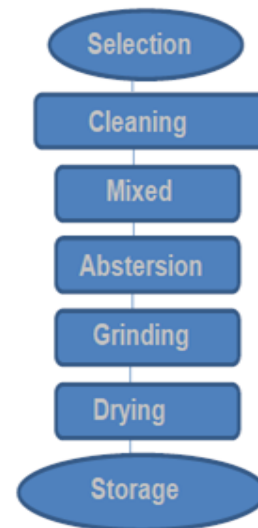 Selection
Cleaning
Mixed
Abstersion
Grinding
Drying
Storage